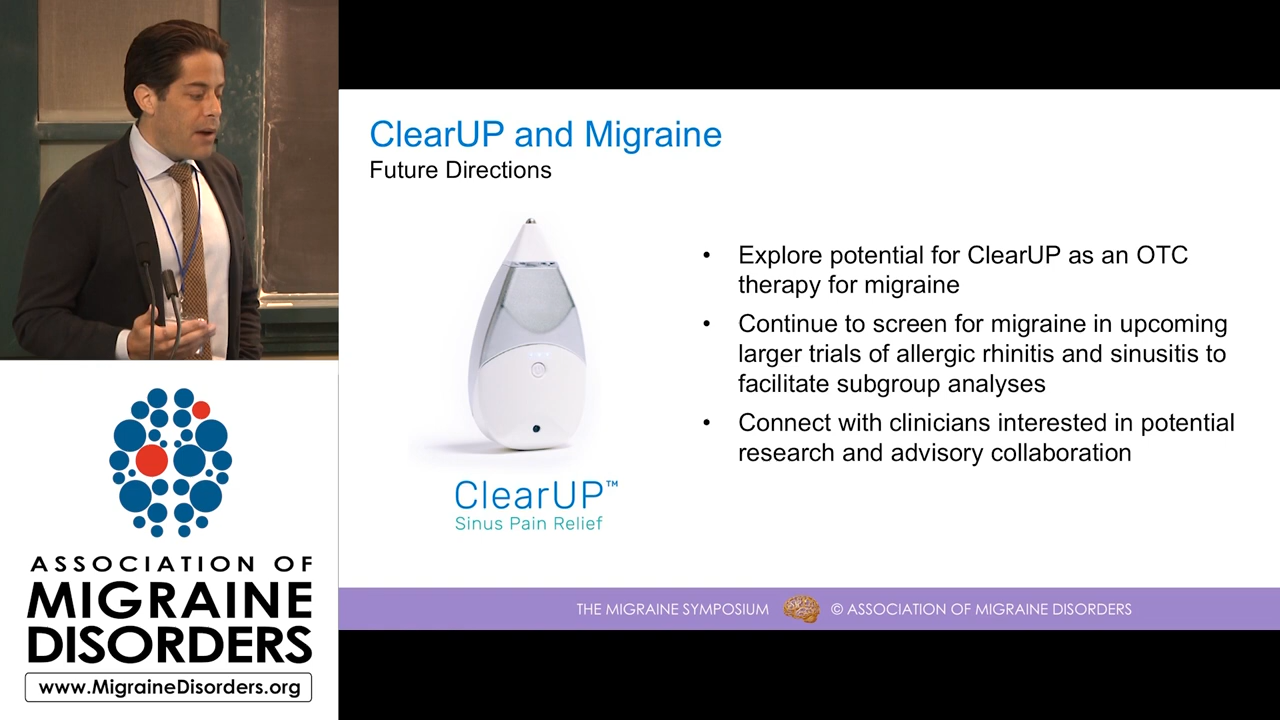 ClearUP and Migraine
Future Directions
• Explore potential for ClearUP as an OTC
therapy for migraine
• Continue to screen for migraine in upcoming
larger trials of allergic rhinitis and sinusitis to
facilitate subgroup analyses
• Connect with clinicians interested in potential
research and advisory collaboration
ClearUP™
Sinus Pain Relief
ASSOCIATION OF
MIGRAINE
DISORDERS
www.MigraineDisorders.org
THE MIGRAINE SYMPOSIUM © ASSOCIATION OF MIGRAINE DISORDERS